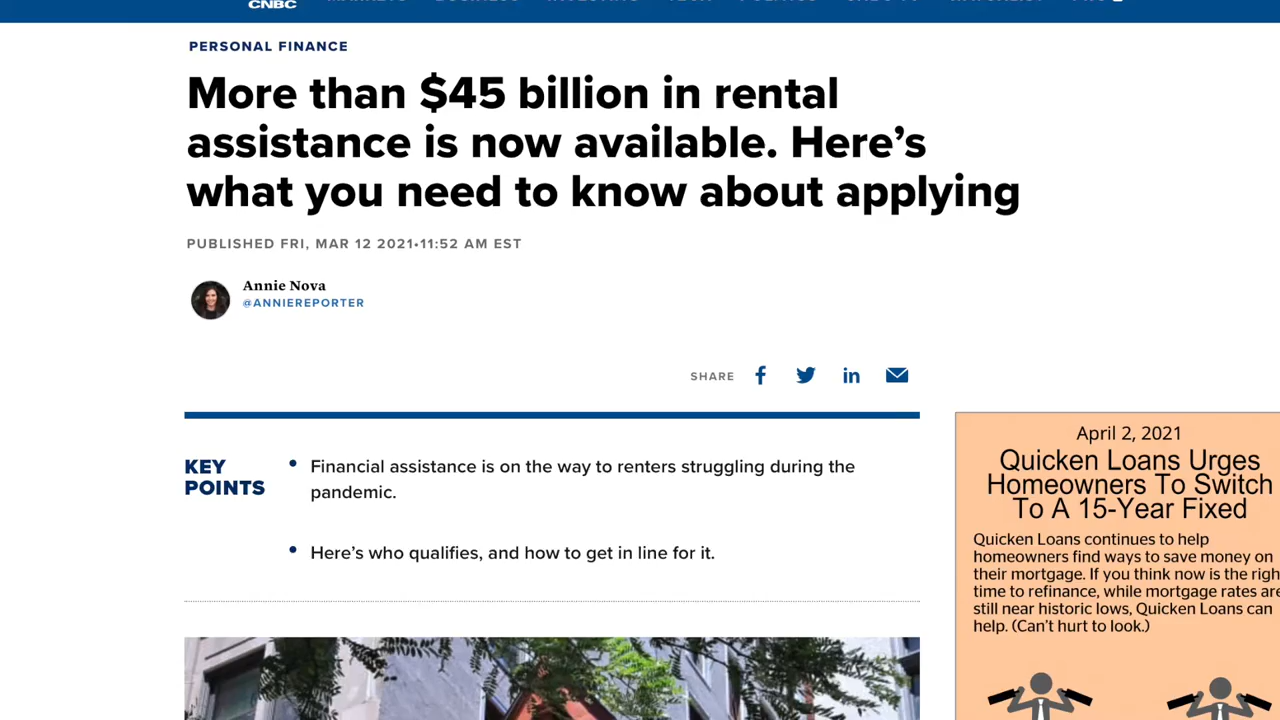 CNBC
PERSONAL FINANCE
More than $45 billion in rental
assistance is now available. Here’s
what you need to know about applying
PUBLISHED FRI, MAR 12 2021•11:52 AM EST
Annie Nova
@ANNIEREPORTER
SHARE
KEY
POINTS
• Financial assistance is on the way to renters struggling during the
pandemic.
• Here’s who qualifies, and how to get in line for it.
April 2, 2021
Quicken Loans Urges
Homeowners To Switch
To A 15-Year Fixed
Quicken Loans continues to help
homeowners find ways to save money on
their mortgage. If you think now is the righ
time to refinance, while mortgage rates are
still near historic lows, Quicken Loans can
help. (Can’t hurt to look.)